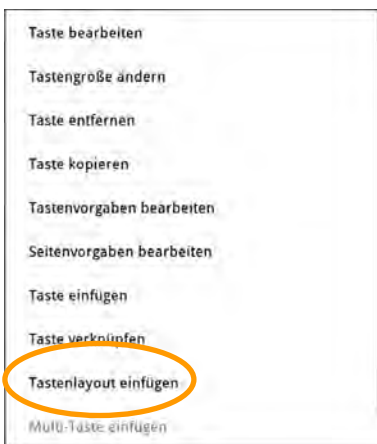 Taste bearbeiten
Tastengroße ändern
Taste entfernen
Taste kopieren
Tastenvorgaben bearbeiten
Seitenvorgaben bearbeiten
Taste einfügen
Taste verknüpfen
Tastenlayout einfügen
Multi-Taste einfügen